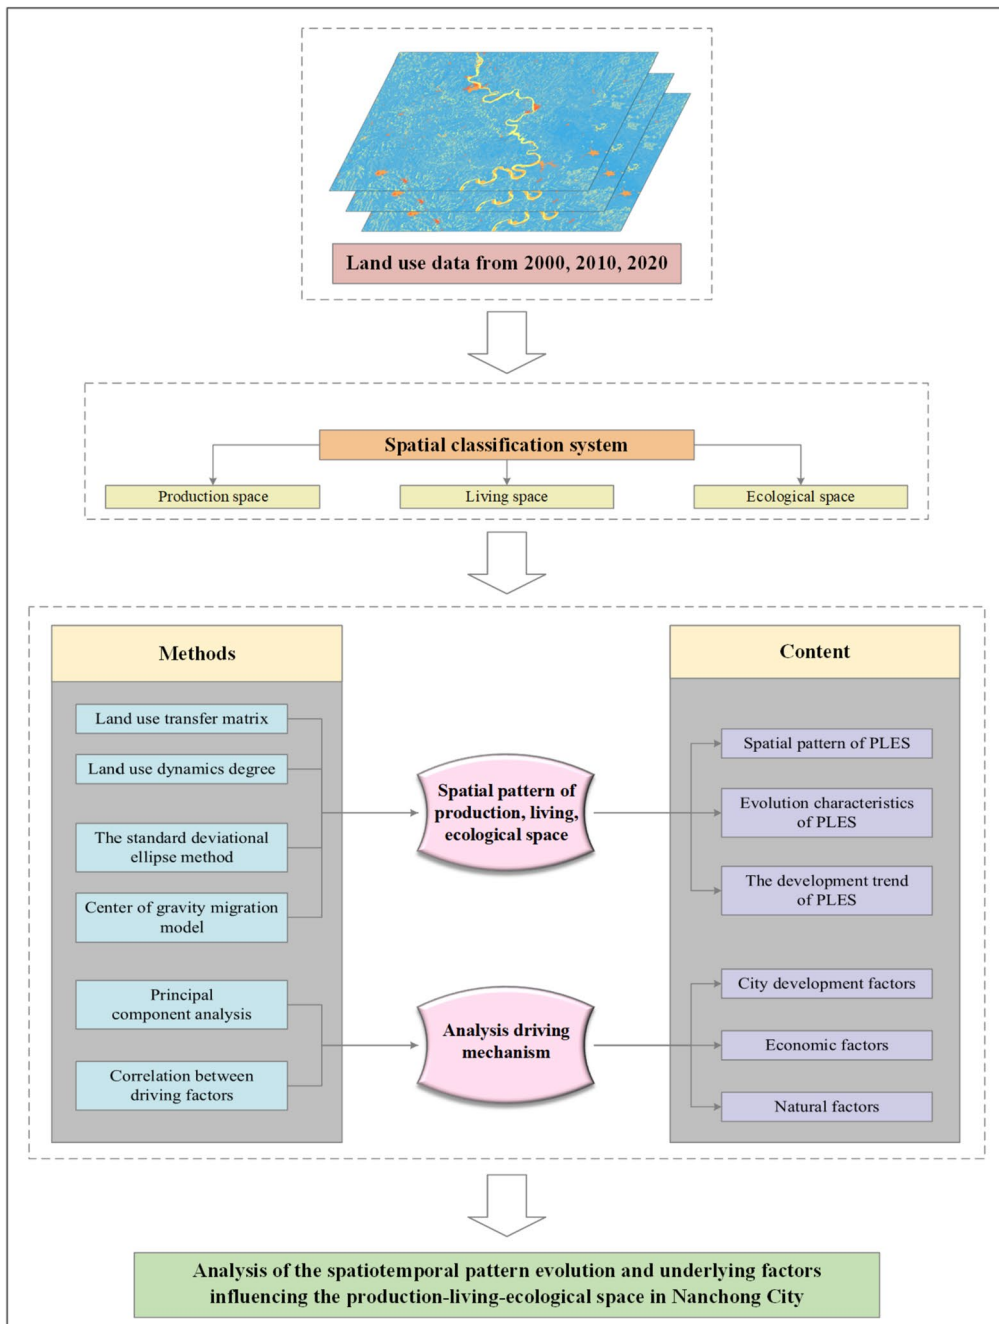 Land use data from 2000, 2010, 2020
Spatial classification system
Production space
Living space
Ecological space
Methods
Land use transfer matrix
Land use dynamics degree
The standard deviational
ellipse method
Center of gravity migration
model
Principal
component analysis
Correlation between
driving factors
Spatial pattern of
production, living,
ecological space
Analysis driving
mechanism
Content
Spatial pattern of PLES
Evolution characteristics
of PLES
The development trend
of PLES
City development factors
Economic factors
Natural factors
Analysis of the spatiotemporal pattern evolution and underlying factors
influencing the production-living-ecological space in Nanchong City